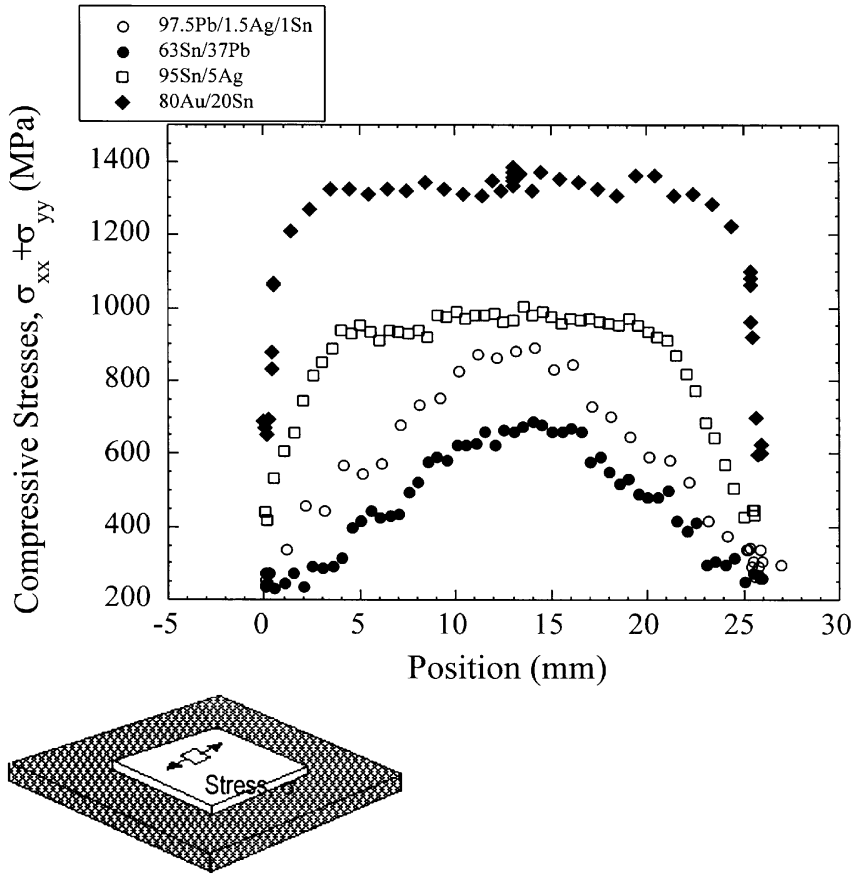 97.5Pb/1.5Ag/1Sn
63Sn/37Pb
95Sn/5Ag
80Au/20Sn
Compressive Stresses, σxx+σyy (MPa)
1400
1200
1000
800
600
400
200
-5 0 5 10 15 20 25 30
Position (mm)
Stress